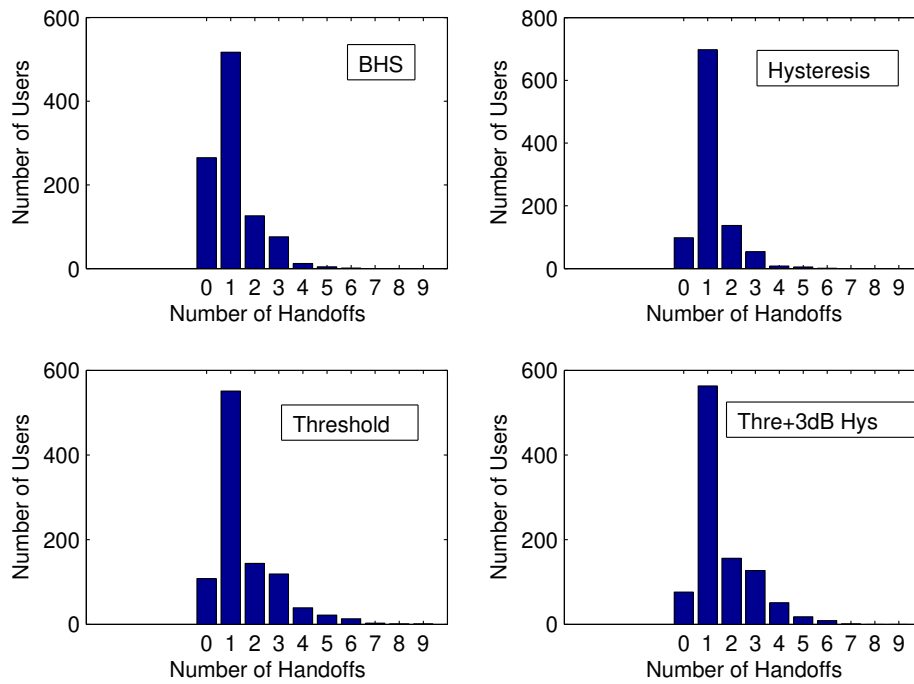 600
400
200
0
Number of Users
BHS
0 1 2 3 4 5 6 7 8 9
Number of Handoffs
800
600
400
200
0
Number of Users
Hysteresis
0 1 2 3 4 5 6 7 8 9
Number of Handoffs
600
400
200
0
Number of Users
Threshold
0 1 2 3 4 5 6 7 8 9
Number of Handoffs
600
400
200
0
Number of Users
Thre+3dB Hys
0 1 2 3 4 5 6 7 8 9
Number of Handoffs